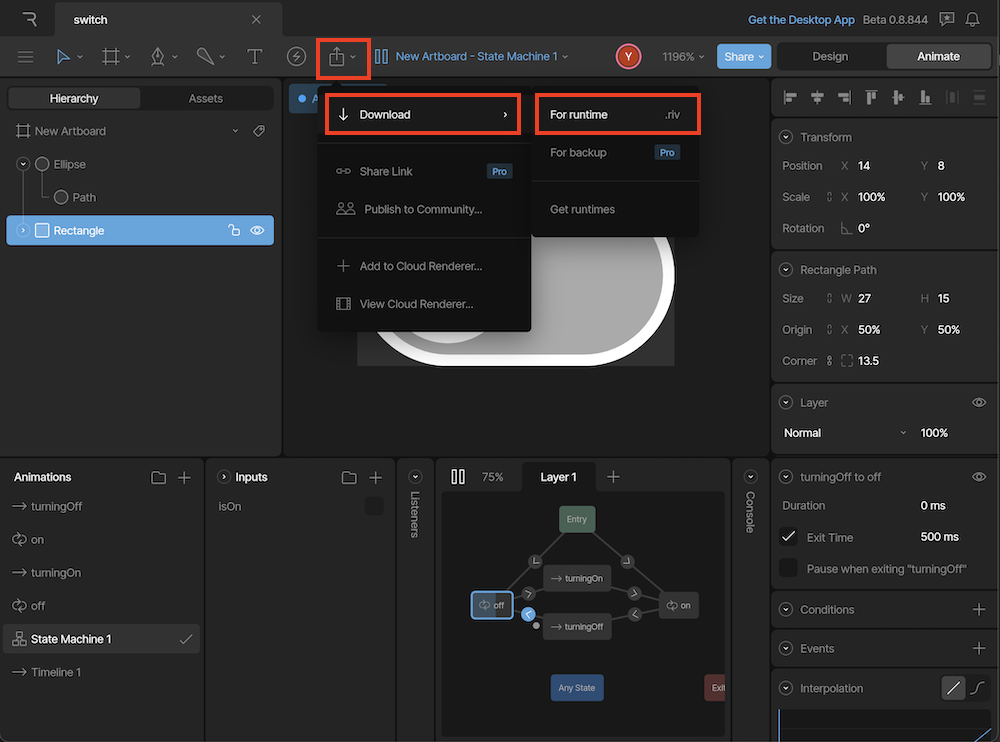 switch
Get the Desktop App Beta 0.8.844
New Artboard - State Machine 1
Y
1196%
Share
Design
Animate
Hierarchy
Assets
New Artboard
Ellipse
Path
Rectangle
Download
Share Link Pro
Publish to Community...
Add to Cloud Renderer...
View Cloud Renderer...
For runtime .riv
For backup Pro
Get runtimes
Transform
Position X 14 Y 8
Scale X 100% Y 100%
Rotation 0°
Rectangle Path
Size W 27 H 15
Origin X 50% Y 50%
Corner 13.5
Layer
Normal 100%
Animations
turningOff
on
turningOn
off
State Machine 1
Timeline 1
Inputs
isOn
Listeners
75%
Layer 1
Entry
turningOn
off
on
turningOff
Any State
Exit
Console
turningOff to off
Duration 0 ms
Exit Time 500 ms
Pause when exiting "turningOff"
Conditions
Events
Interpolation